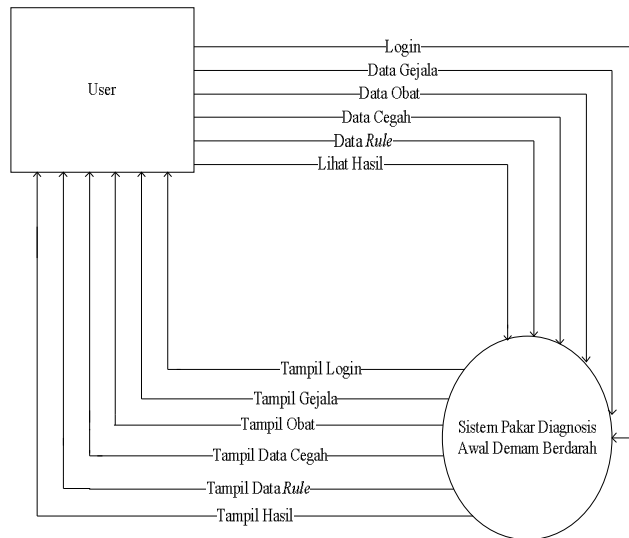 User
Login
Data Gejala
Data Obat
Data Cegah
Data Rule
Lihat Hasil
Tampil Login
Tampil Gejala
Tampil Obat
Tampil Data Cegah
Tampil Data Rule
Tampil Hasil
Sistem Pakar Diagnosis
Awal Demam Berdarah